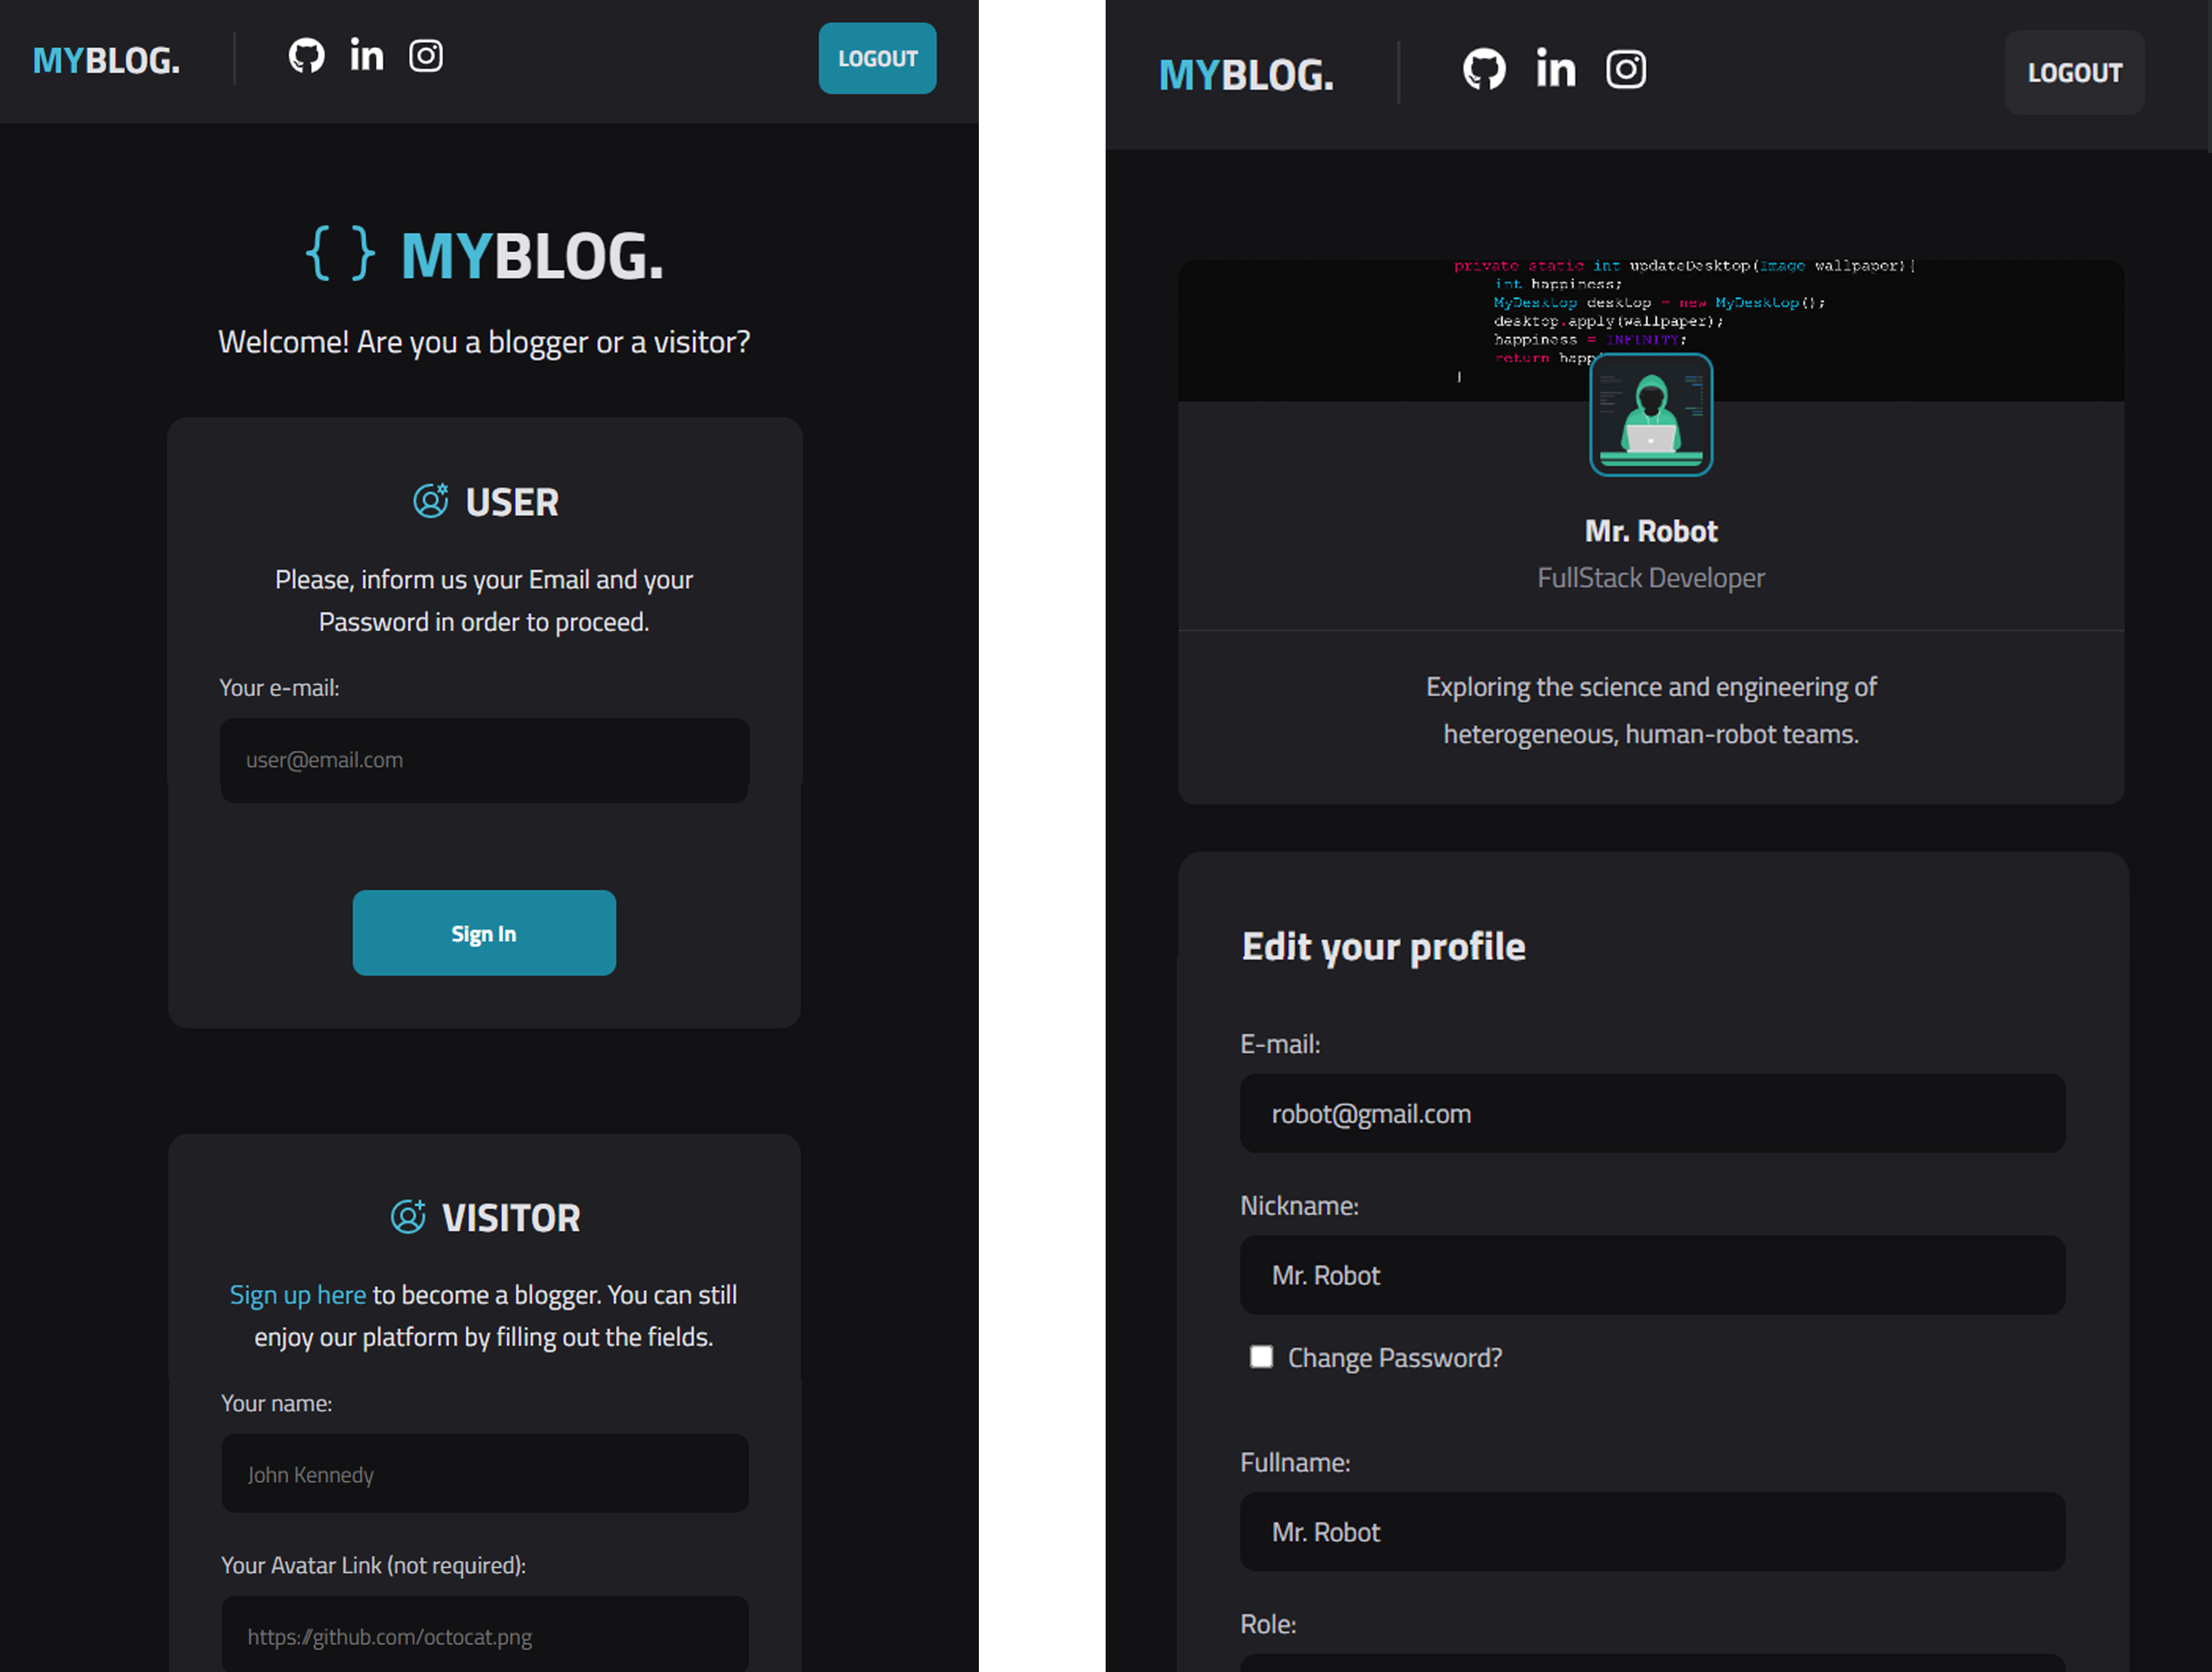 MYBLOG.
LOGOUT
{ } MYBLOG.
Welcome! Are you a blogger or a visitor?
USER
Please, inform us your Email and your
Password in order to proceed.
Your e-mail:
user@email.com
Sign In
VISITOR
Sign up here to become a blogger. You can still
enjoy our platform by filling out the fields.
Your name:
John Kennedy
Your Avatar Link (not required):
https://github.com/octocat.png
MYBLOG.
LOGOUT
private static int updateDesktop(Image wallpaper){
int happiness;
MyDesktop desktop = new MyDesktop();
desktop.apply(wallpaper);
happiness = INFINITY;
return happ
}
Mr. Robot
FullStack Developer
Exploring the science and engineering of
heterogeneous, human-robot teams.
Edit your profile
E-mail:
robot@gmail.com
Nickname:
Mr. Robot
Change Password?
Fullname:
Mr. Robot
Role: